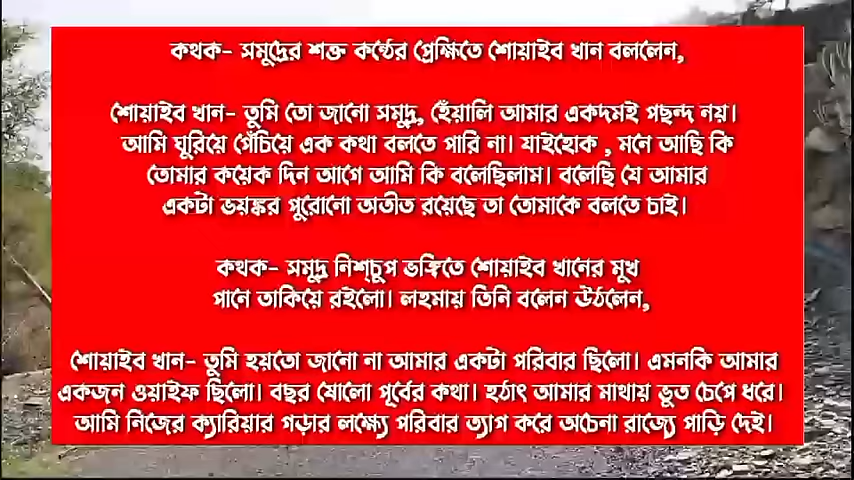 কথক- সমুদ্রের শক্ত কন্ঠের প্রেক্ষিতে শোয়াইব খান বললেন,
শোয়াইব খান- তুমি তো জানো সমুদ্র, হেঁয়ালি আমার একদমই পছন্দ নয়।
আমি ঘুরিয়ে পেঁচিয়ে এক কথা বলতে পারি না। যাইহোক , মনে আছি কি
তোমার কয়েক দিন আগে আমি কি বলেছিলাম। বলেছি যে আমার
একটা ভয়ঙ্কর পুরোনো অতীত রয়েছে তা তোমাকে বলতে চাই।
কথক- সমুদ্র নিশ্চুপ ভঙ্গিতে শোয়াইব খানের মুখ
পানে তাকিয়ে রইলো। লহমায় তিনি বলেন ঊঠলেন,
শোয়াইব খান- তুমি হয়তো জানো না আমার একটা পরিবার ছিলো। এমনকি আমার
একজন ওয়াইফ ছিলো। বছর ষোলো পূর্বের কথা। হঠাৎ আমার মাথায় ভূত চেপে ধরে।
আমি নিজের ক্যারিয়ার গড়ার লক্ষ্যে পরিবার ত্যাগ করে অচেনা রাজ্যে পাড়ি দেই।